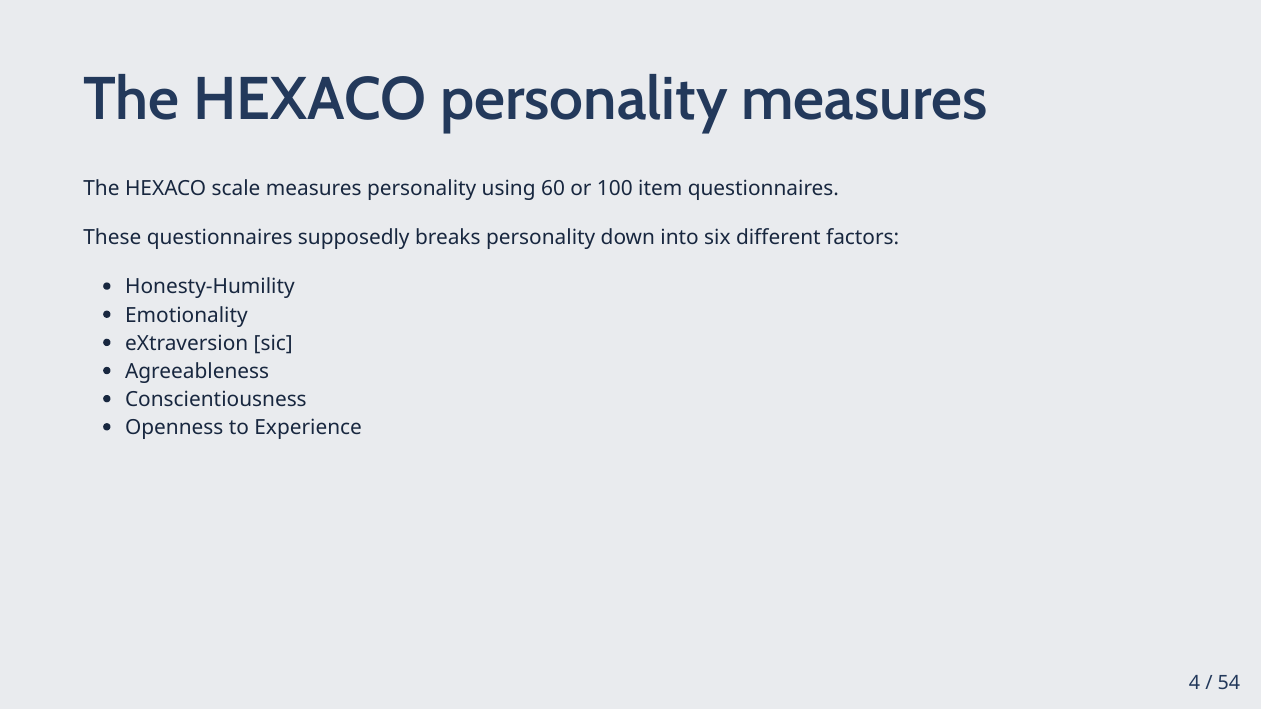 The HEXACO personality measures
The HEXACO scale measures personality using 60 or 100 item questionnaires.
These questionnaires supposedly breaks personality down into six different factors:
• Honesty-Humility
• Emotionality
• eXtraversion [sic]
• Agreeableness
• Conscientiousness
• Openness to Experience
4 / 54